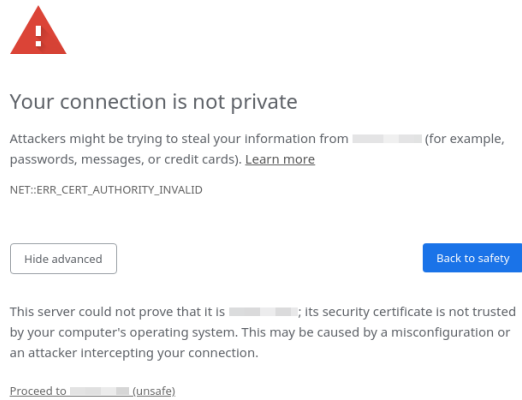 Your connection is not private
Attackers might be trying to steal your information from (for example,
passwords, messages, or credit cards). Learn more
NET::ERR_CERT_AUTHORITY_INVALID
Hide advanced
Back to safety
This server could not prove that it is ; its security certificate is not trusted
by your computer's operating system. This may be caused by a misconfiguration or
an attacker intercepting your connection.
Proceed to (unsafe)